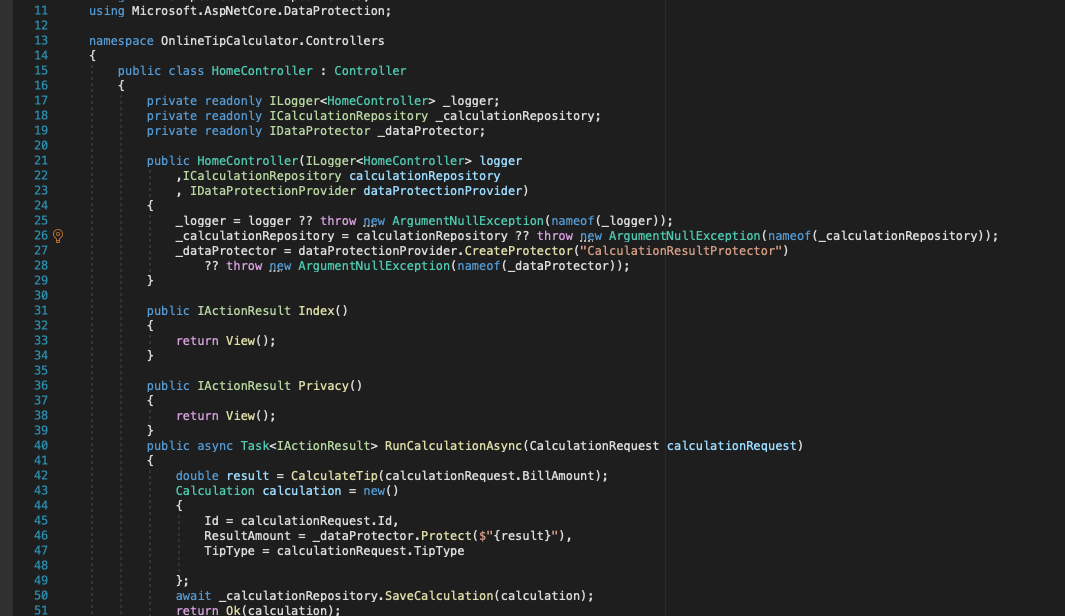 11 using Microsoft.AspNetCore.DataProtection;
12
13 namespace OnlineTipCalculator.Controllers
14 {
15 public class HomeController : Controller
16 {
17 private readonly ILogger<HomeController> _logger;
18 private readonly ICalculationRepository _calculationRepository;
19 private readonly IDataProtector _dataProtector;
20
21 public HomeController(ILogger<HomeController> logger
22 ,ICalculationRepository calculationRepository
23 , IDataProtectionProvider dataProtectionProvider)
24 {
25 _logger = logger ?? throw new ArgumentNullException(nameof(_logger));
26 _calculationRepository = calculationRepository ?? throw new ArgumentNullException(nameof(_calculationRepository));
27 _dataProtector = dataProtectionProvider.CreateProtector("CalculationResultProtector")
28 ?? throw new ArgumentNullException(nameof(_dataProtector));
29 }
30
31 public IActionResult Index()
32 {
33 return View();
34 }
35
36 public IActionResult Privacy()
37 {
38 return View();
39 }
40 public async Task<IActionResult> RunCalculationAsync(CalculationRequest calculationRequest)
41 {
42 double result = CalculateTip(calculationRequest.BillAmount);
43 Calculation calculation = new()
44 {
45 Id = calculationRequest.Id,
46 ResultAmount = _dataProtector.Protect($"{result}"),
47 TipType = calculationRequest.TipType
48
49 };
50 await _calculationRepository.SaveCalculation(calculation);
51 return Ok(calculation);